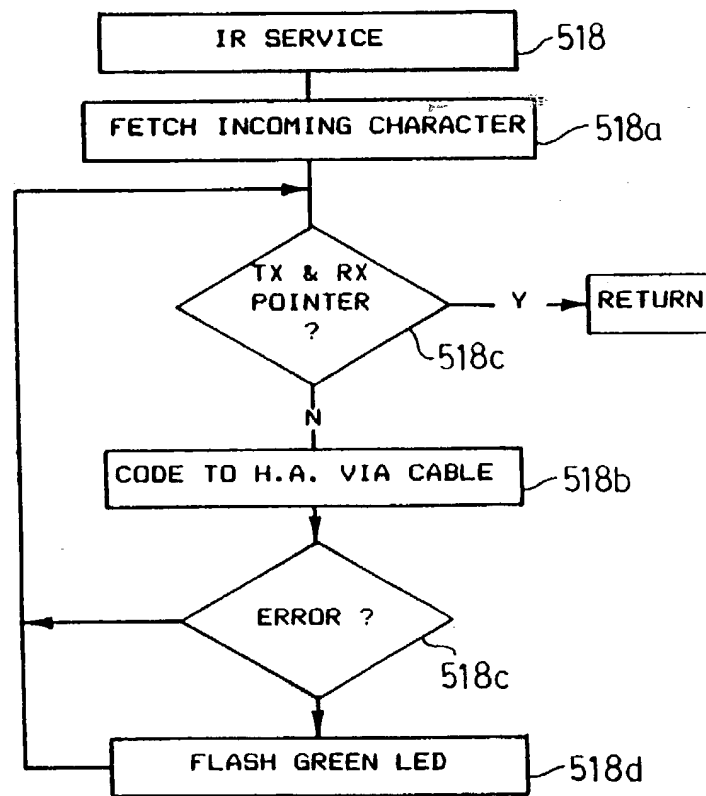 IR SERVICE
518
FETCH INCOMING CHARACTER
518a
TX & RX
POINTER
?
Y
RETURN
518c
N
CODE TO H.A. VIA CABLE
518b
ERROR ?
518c
FLASH GREEN LED
518d